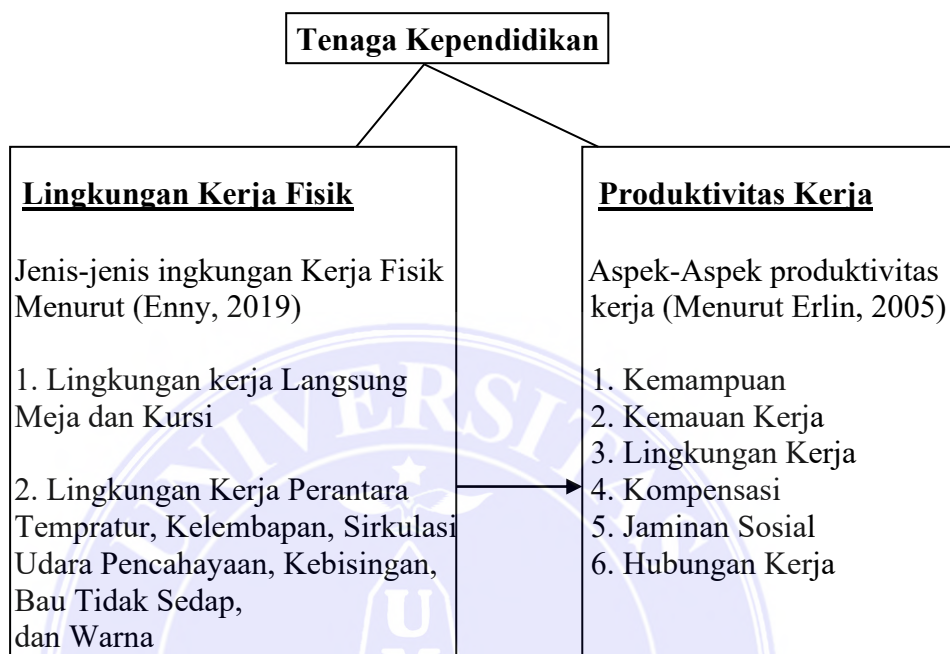 Tenaga Kependidikan
Lingkungan Kerja Fisik
Jenis-jenis ingkungan Kerja Fisik
Menurut (Enny, 2019)
1. Lingkungan kerja Langsung
Meja dan Kursi
2. Lingkungan Kerja Perantara
Tempratur, Kelembapan, Sirkulasi
Udara Pencahayaan, Kebisingan,
Bau Tidak Sedap,
dan Warna
Produktivitas Kerja
Aspek-Aspek produktivitas
kerja (Menurut Erlin, 2005)
1. Kemampuan
2. Kemauan Kerja
3. Lingkungan Kerja
4. Kompensasi
5. Jaminan Sosial
6. Hubungan Kerja
UNIVERSITAS
U